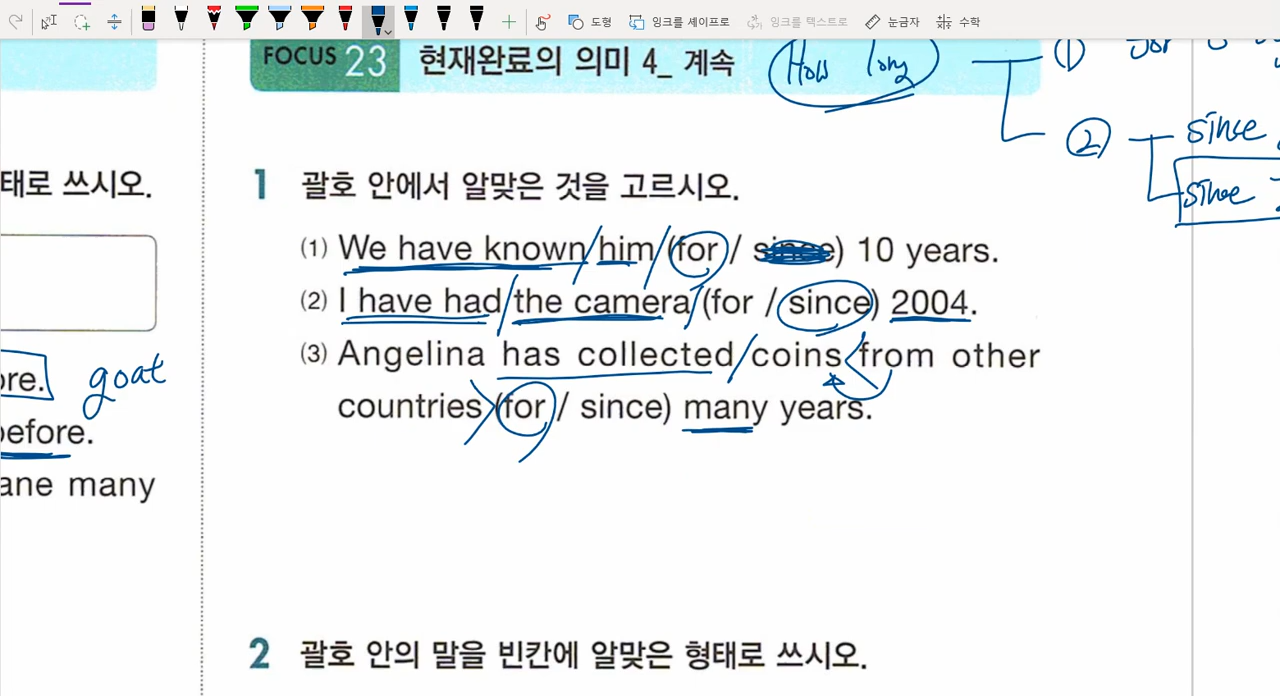 도형 잉크를 셰이프로 잉크를 텍스트로 눈금자 수학
FOCUS 23 현재완료의 의미 4_ 계속
How long
①
② since
since
태로 쓰시오.
ore. goat
before.
ane many
1 괄호 안에서 알맞은 것을 고르시오.
(1) We have known him (for / since) 10 years.
(2) I have had the camera (for / since) 2004.
(3) Angelina has collected coins from other
countries (for / since) many years.
2 괄호 안의 말을 빈칸에 알맞은 형태로 쓰시오.